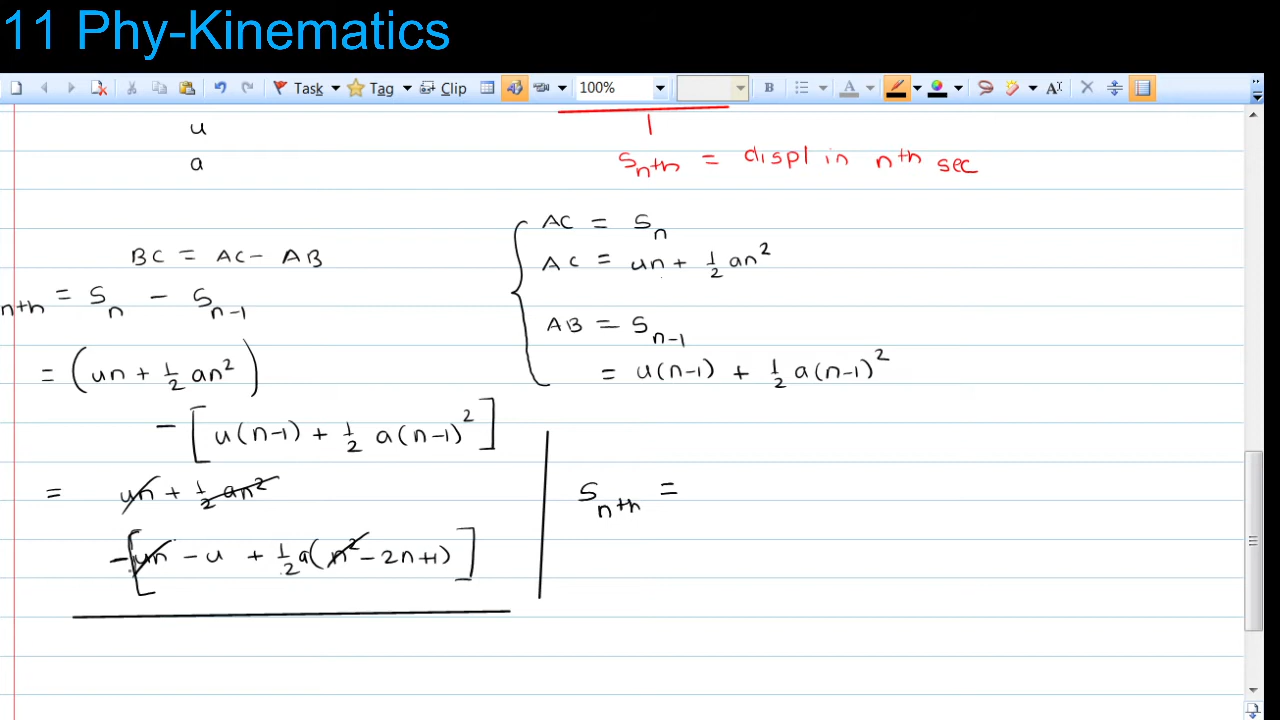 11 Phy-Kinematics
Task Tag Clip 100% B A A
u
a
S_nth = displ in nth sec
BC = AC - AB
nth = S_n - S_n-1
= (un + 1/2 an²)
- [u(n-1) + 1/2 a(n-1)²]
= un + 1/2 an²
-[un - u + 1/2 a(n² - 2n+1)]
AC = S_n
AC = un + 1/2 an²
AB = S_n-1
= u(n-1) + 1/2 a(n-1)²
S_nth =